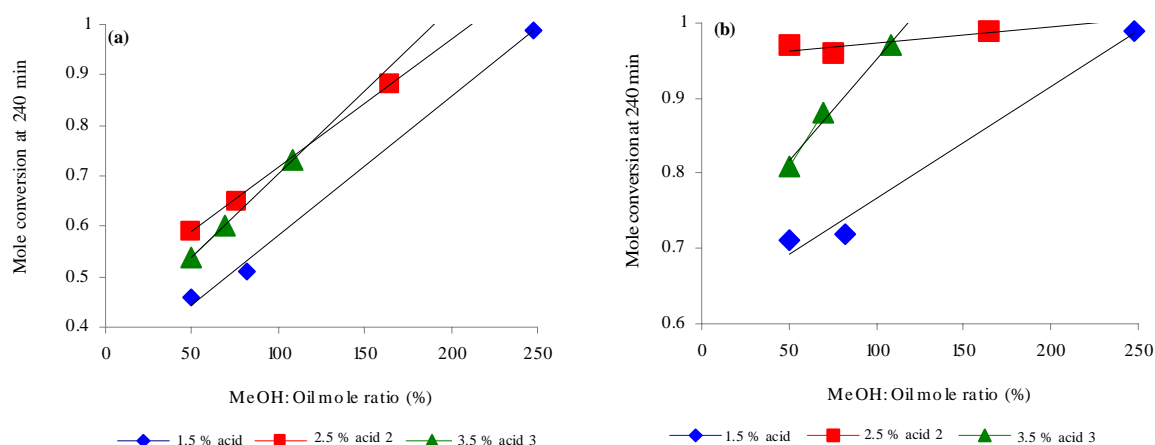 (a)
Mole conversion at 240 min
1
0.9
0.8
0.7
0.6
0.5
0.4
0 50 100 150 200 250
MeOH: Oil mole ratio (%)
1.5 % acid 2.5 % acid 2 3.5 % acid 3
(b)
Mole conversion at 240 min
1
0.9
0.8
0.7
0.6
0 50 100 150 200 250
MeOH: Oil mole ratio (%)
1.5 % acid 2.5 % acid 2 3.5 % acid 3